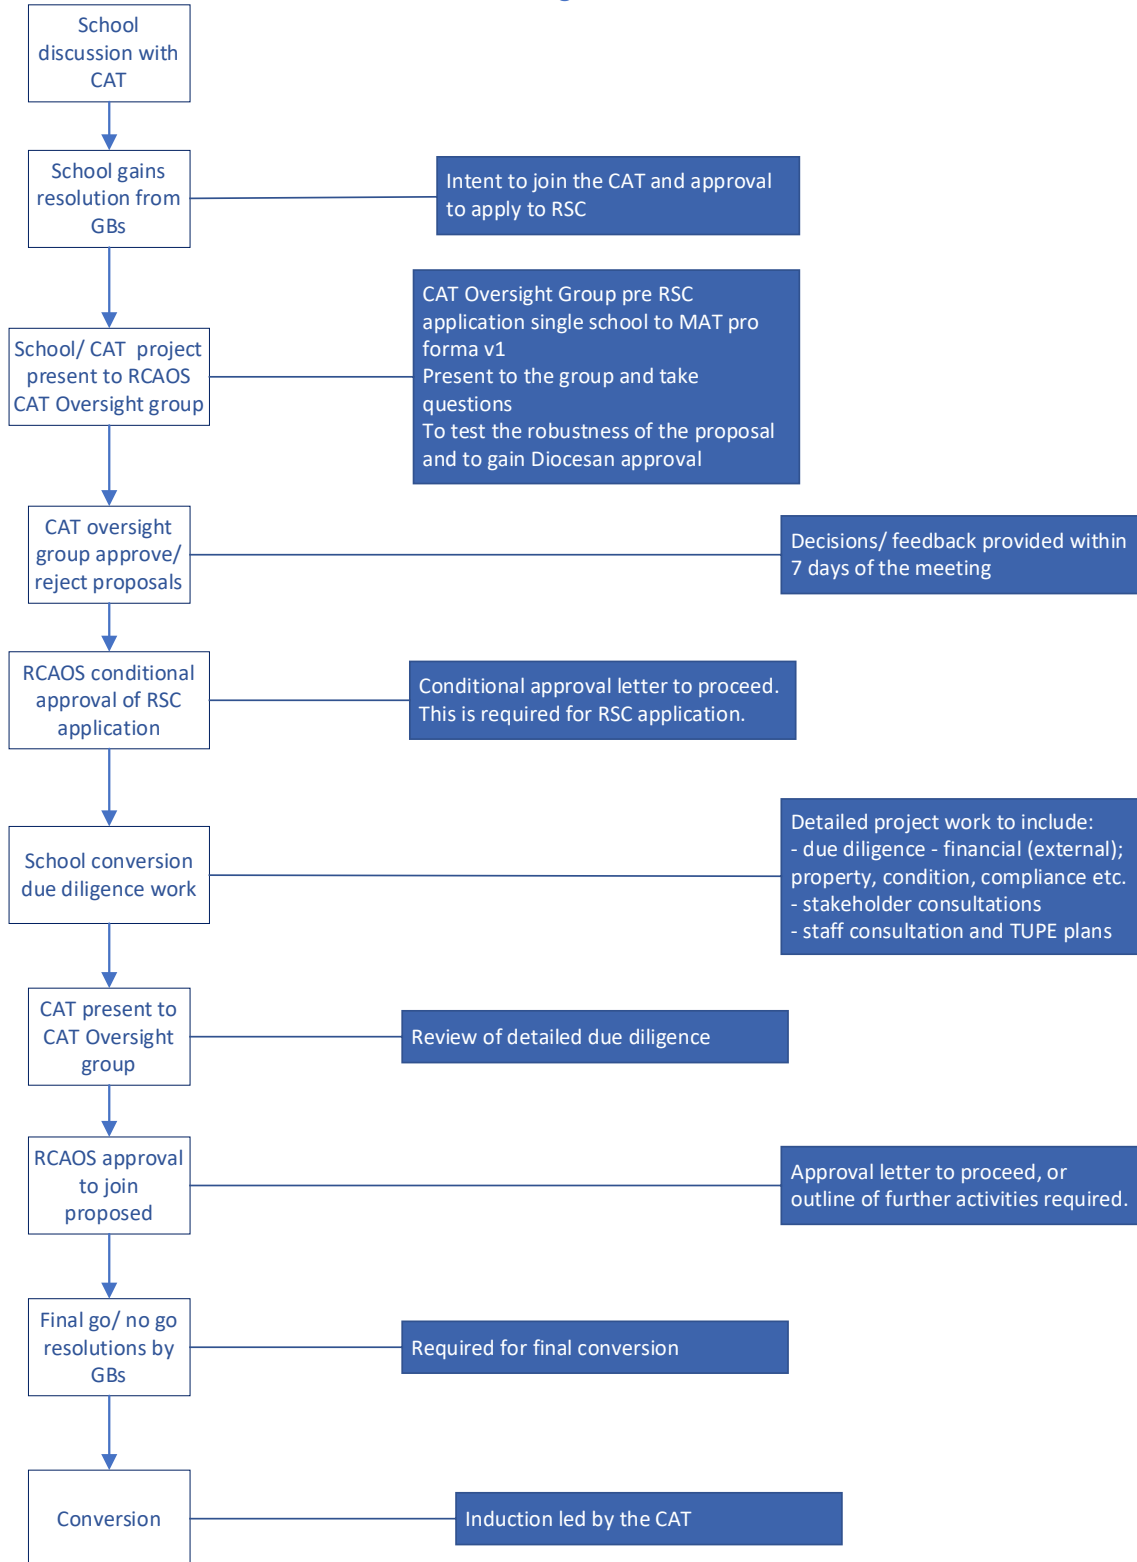 School
discussion with
CAT
School gains
resolution from
GBs
Intent to join the CAT and approval
to apply to RSC
School/ CAT  project
present to RCAOS
CAT Oversight group
CAT Oversight Group pre RSC
application single school to MAT pro
forma v1
Present to the group and take
questions
To test the robustness of the proposal
and to gain Diocesan approval
CAT oversight
group approve/
reject proposals
Decisions/ feedback provided within
7 days of the meeting
RCAOS conditional
approval of RSC
application
Conditional approval letter to proceed.
This is required for RSC application.
School conversion
due diligence work
Detailed project work to include:
- due diligence - financial (external);
property, condition, compliance etc.
- stakeholder consultations
- staff consultation and TUPE plans
CAT present to
CAT Oversight
group
Review of detailed due diligence
RCAOS approval
to join
proposed
Approval letter to proceed, or
outline of further activities required.
Final go/ no go
resolutions by
GBs
Required for final conversion
Conversion
Induction led by the CAT